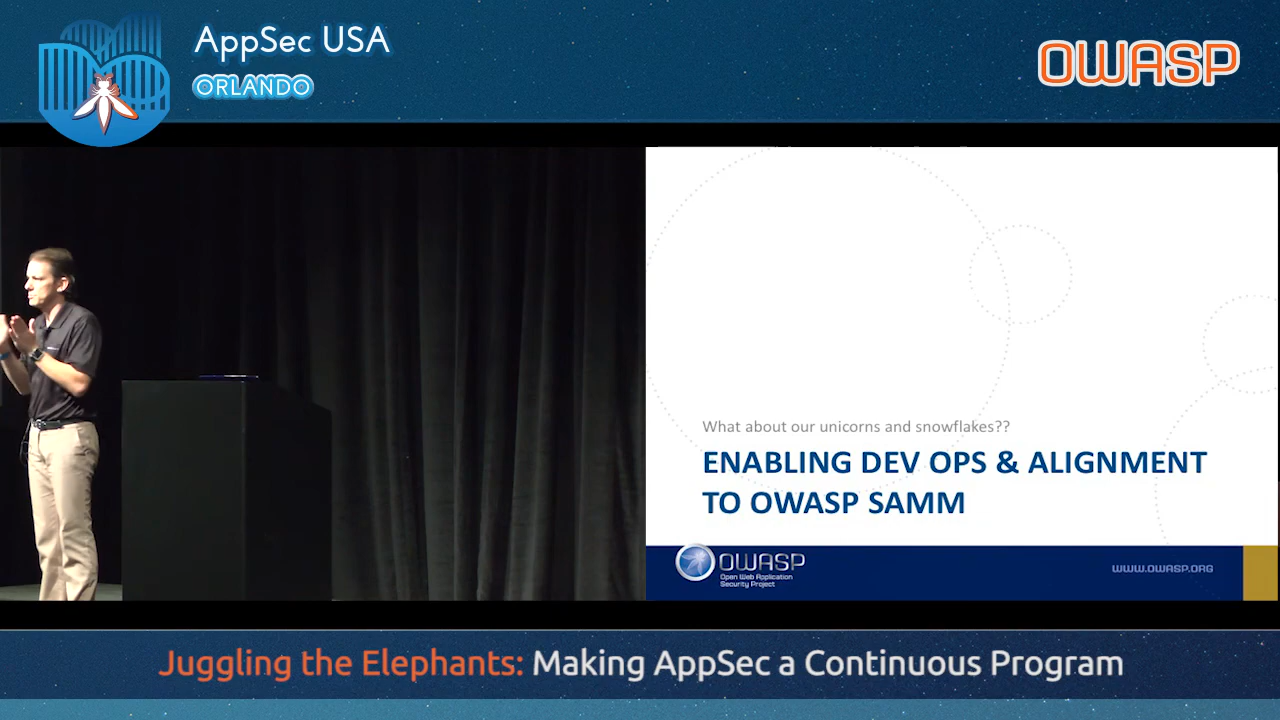 AppSec USA
ORLANDO
OWASP
What about our unicorns and snowflakes??
ENABLING DEV OPS & ALIGNMENT
TO OWASP SAMM
OWASP
Open Web Application
Security Project
WWW.OWASP.ORG
Juggling the Elephants: Making AppSec a Continuous Program